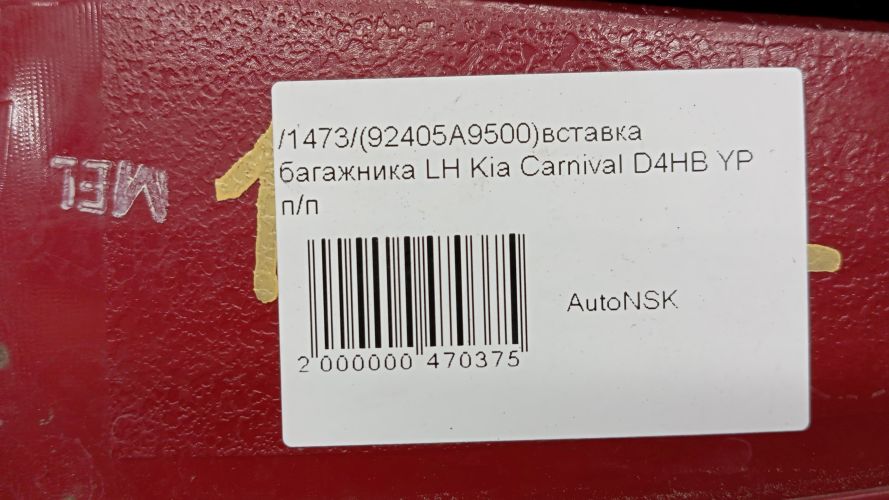 /1473/(92405A9500)вставка
багажника LH Kia Carnival D4HB YP
п/п
AutoNSK
2 000000 470375